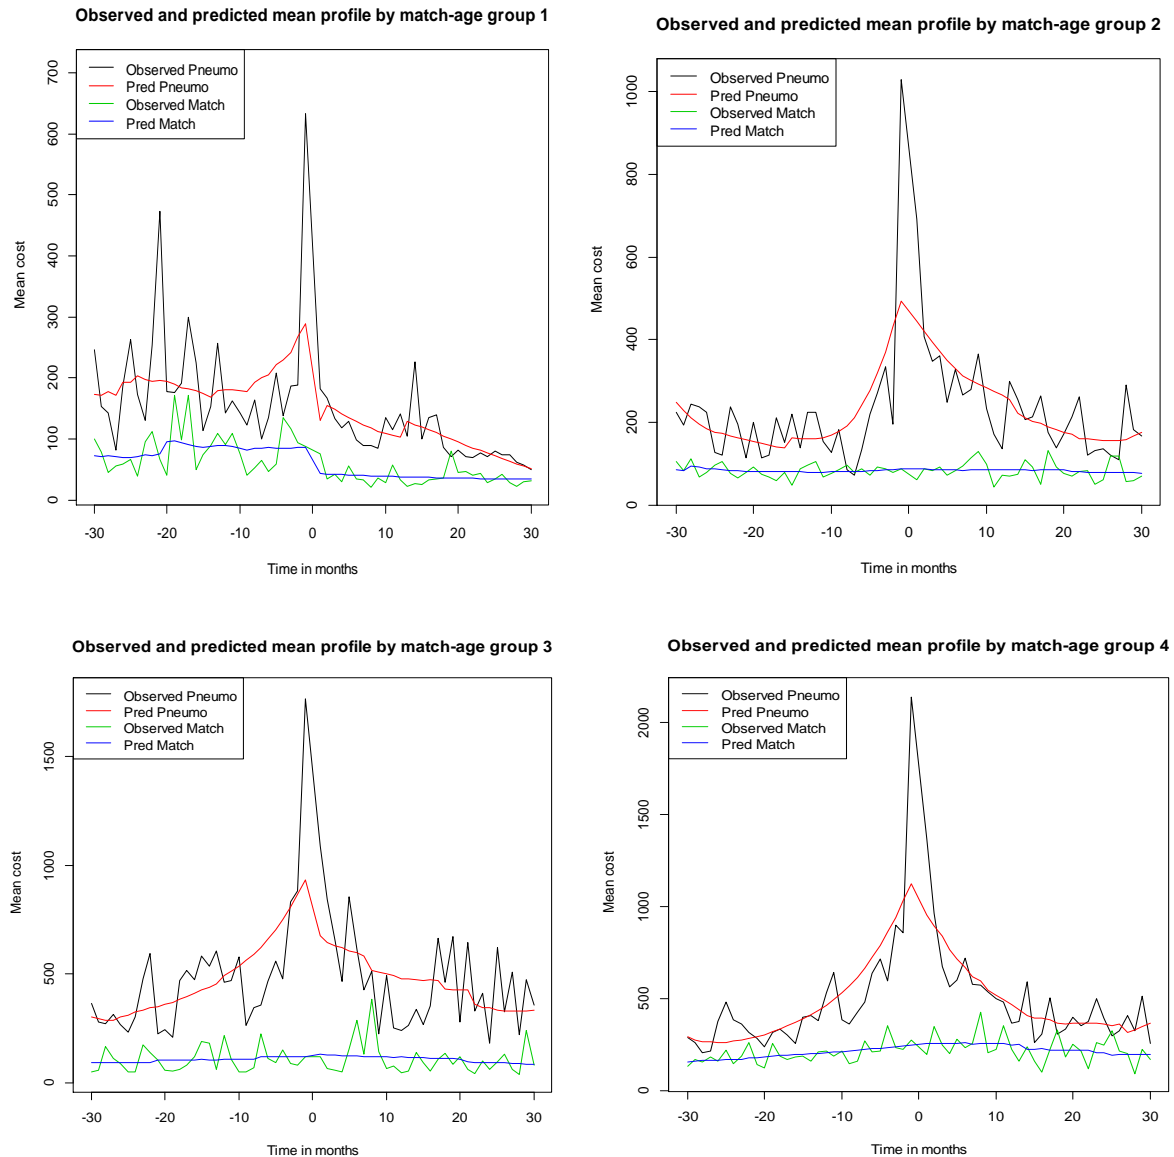 Observed and predicted mean profile by match-age group 1
Observed Pneumo
Pred Pneumo
Observed Match
Pred Match
Mean cost
0
100
200
300
400
500
600
700
-30
-20
-10
0
10
20
30
Time in months
Observed and predicted mean profile by match-age group 2
Observed Pneumo
Pred Pneumo
Observed Match
Pred Match
Mean cost
0
200
400
600
800
1000
-30
-20
-10
0
10
20
30
Time in months
Observed and predicted mean profile by match-age group 3
Observed Pneumo
Pred Pneumo
Observed Match
Pred Match
Mean cost
0
500
1000
1500
-30
-20
-10
0
10
20
30
Time in months
Observed and predicted mean profile by match-age group 4
Observed Pneumo
Pred Pneumo
Observed Match
Pred Match
Mean cost
0
500
1000
1500
2000
-30
-20
-10
0
10
20
30
Time in months